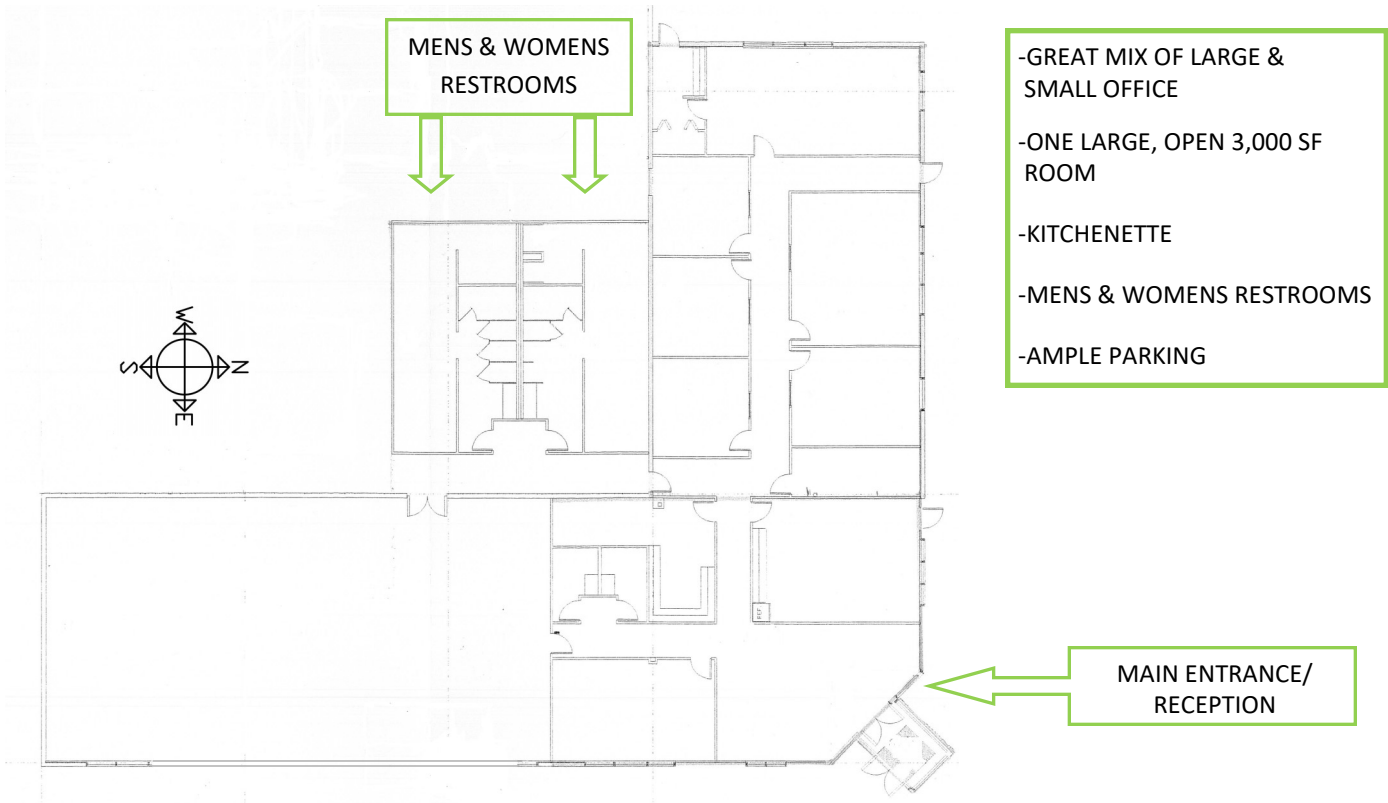 MENS & WOMENS
RESTROOMS
-GREAT MIX OF LARGE &
SMALL OFFICE
-ONE LARGE, OPEN 3,000 SF
ROOM
-KITCHENETTE
-MENS & WOMENS RESTROOMS
-AMPLE PARKING
W
S
N
E
REF.
MAIN ENTRANCE/
RECEPTION